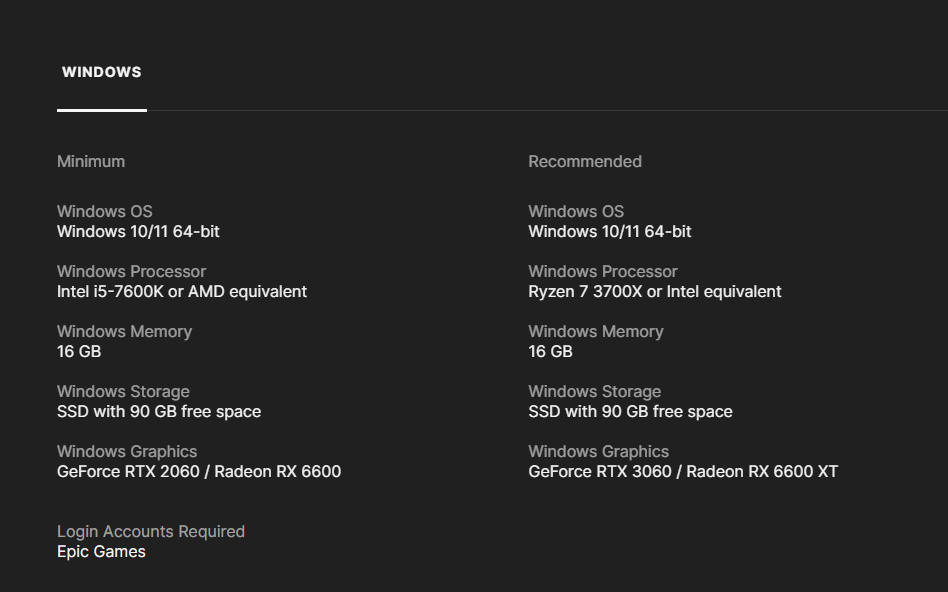 WINDOWS
Minimum
Windows OS
Windows 10/11 64-bit
Windows Processor
Intel i5-7600K or AMD equivalent
Windows Memory
16 GB
Windows Storage
SSD with 90 GB free space
Windows Graphics
GeForce RTX 2060 / Radeon RX 6600
Login Accounts Required
Epic Games
Recommended
Windows OS
Windows 10/11 64-bit
Windows Processor
Ryzen 7 3700X or Intel equivalent
Windows Memory
16 GB
Windows Storage
SSD with 90 GB free space
Windows Graphics
GeForce RTX 3060 / Radeon RX 6600 XT